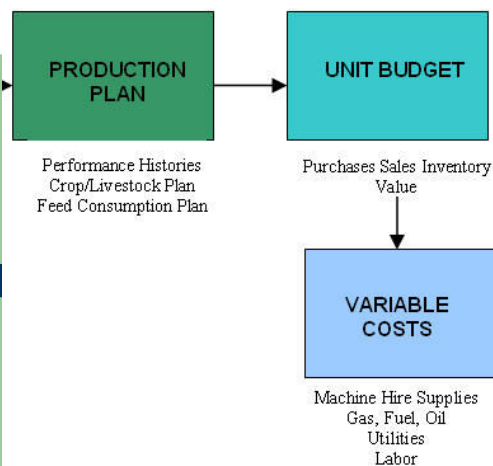 PRODUCTION
PLAN
UNIT BUDGET
Performance Histories
Crop/Livestock Plan
Feed Consumption Plan
Purchases Sales Inventory
Value
VARIABLE
COSTS
Machine Hire Supplies
Gas, Fuel, Oil
Utilities
Labor